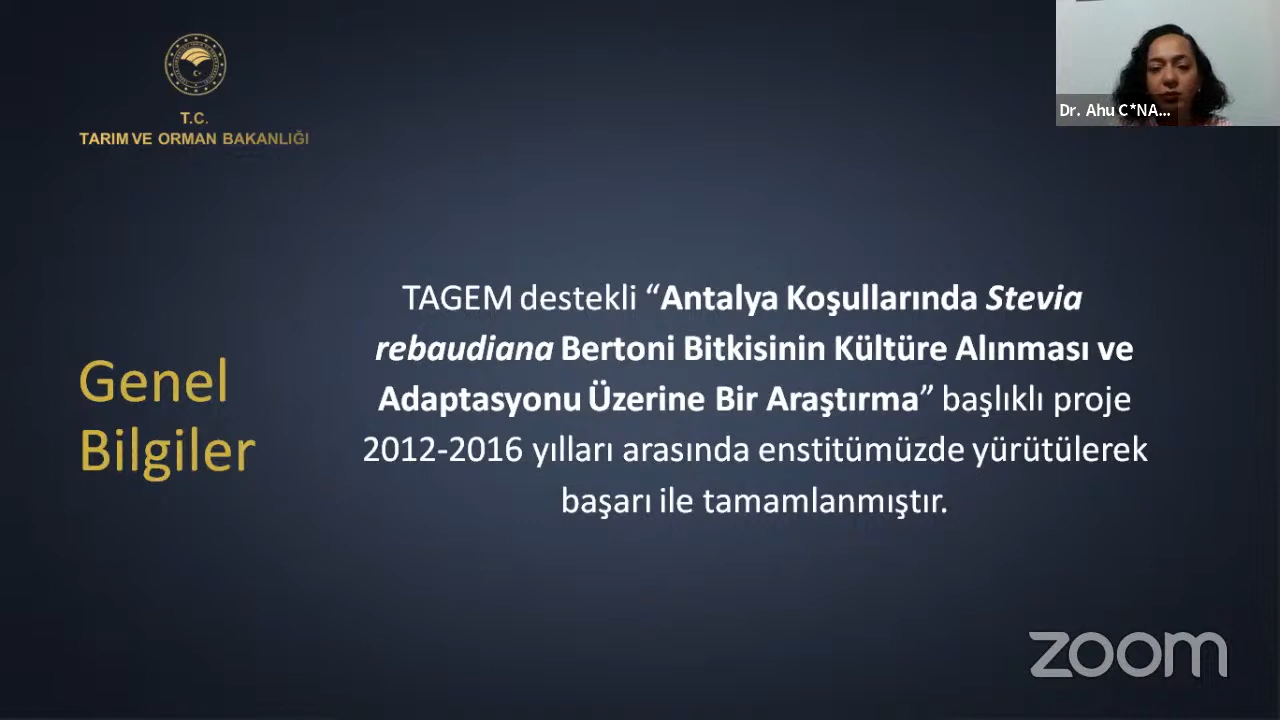 T.C.
TARIM VE ORMAN BAKANLIĞI
Dr. Ahu C*NA...
Genel
Bilgiler
TAGEM destekli “Antalya Koşullarında Stevia
rebaudiana Bertoni Bitkisinin Kültüre Alınması ve
Adaptasyonu Üzerine Bir Araştırma” başlıklı proje
2012-2016 yılları arasında enstitümüzde yürütülerek
başarı ile tamamlanmıştır.
zoom